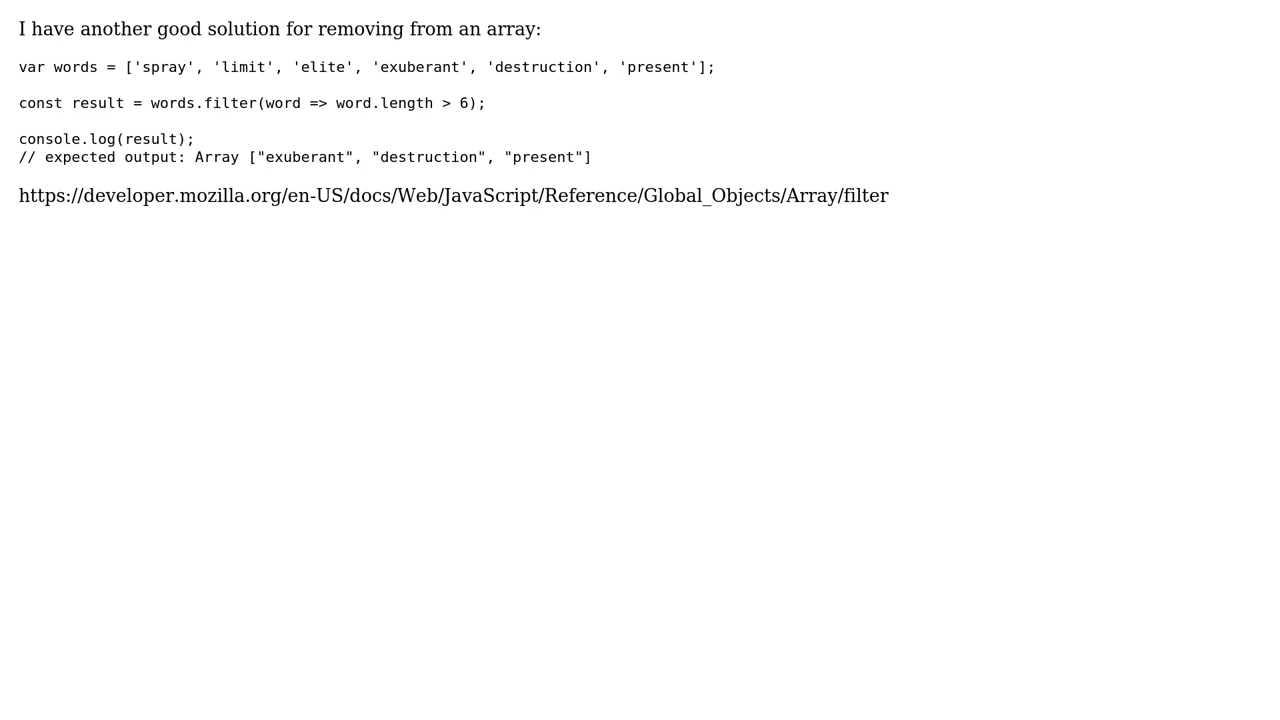 I have another good solution for removing from an array:
var words = ['spray', 'limit', 'elite', 'exuberant', 'destruction', 'present'];
const result = words.filter(word => word.length > 6);
console.log(result);
// expected output: Array ["exuberant", "destruction", "present"]
https://developer.mozilla.org/en-US/docs/Web/JavaScript/Reference/Global_Objects/Array/filter